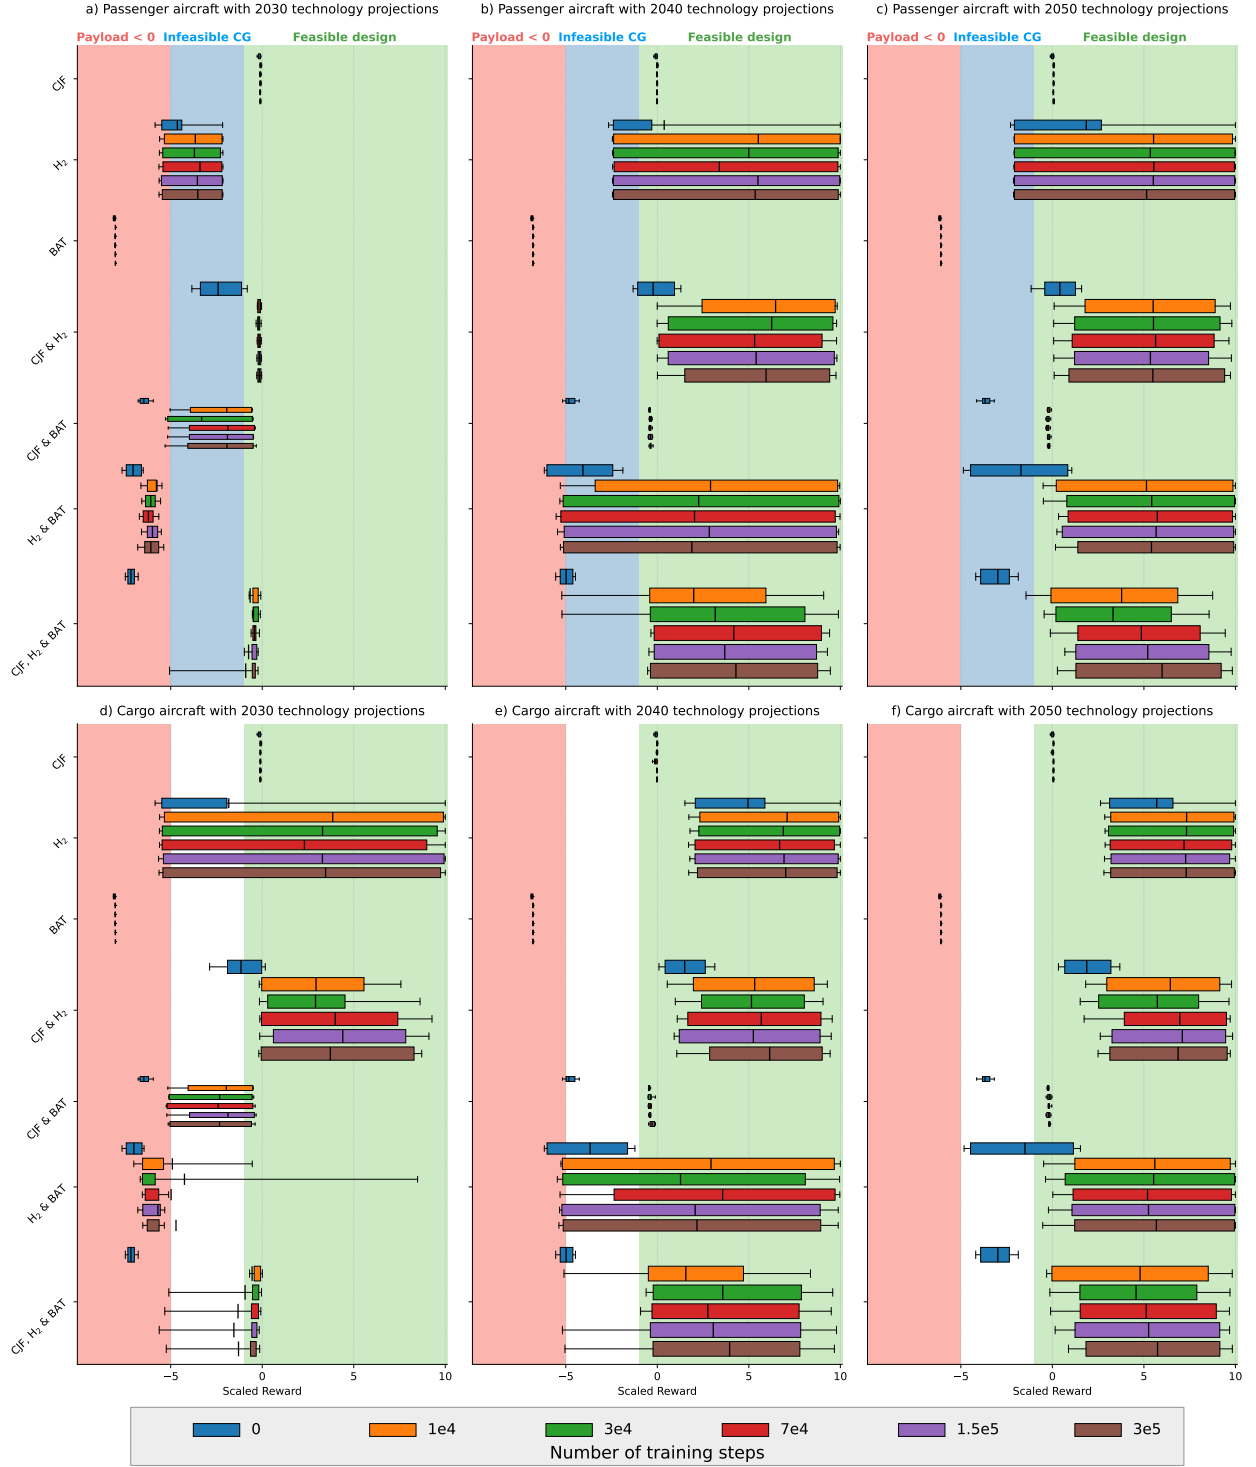 a) Passenger aircraft with 2030 technology projections
b) Passenger aircraft with 2040 technology projections
c) Passenger aircraft with 2050 technology projections
Payload < 0
Infeasible CG
Feasible design
Payload < 0
Infeasible CG
Feasible design
Payload < 0
Infeasible CG
Feasible design
CJF
H₂
BAT
CJF & H₂
CJF & BAT
H₂ & BAT
CJF, H₂ & BAT
d) Cargo aircraft with 2030 technology projections
e) Cargo aircraft with 2040 technology projections
f) Cargo aircraft with 2050 technology projections
CJF
H₂
BAT
CJF & H₂
CJF & BAT
H₂ & BAT
CJF, H₂ & BAT
−5 0 5 10
−5 0 5 10
−5 0 5 10
Scaled Reward
Scaled Reward
Scaled Reward
0
1e4
3e4
7e4
1.5e5
3e5
Number of training steps